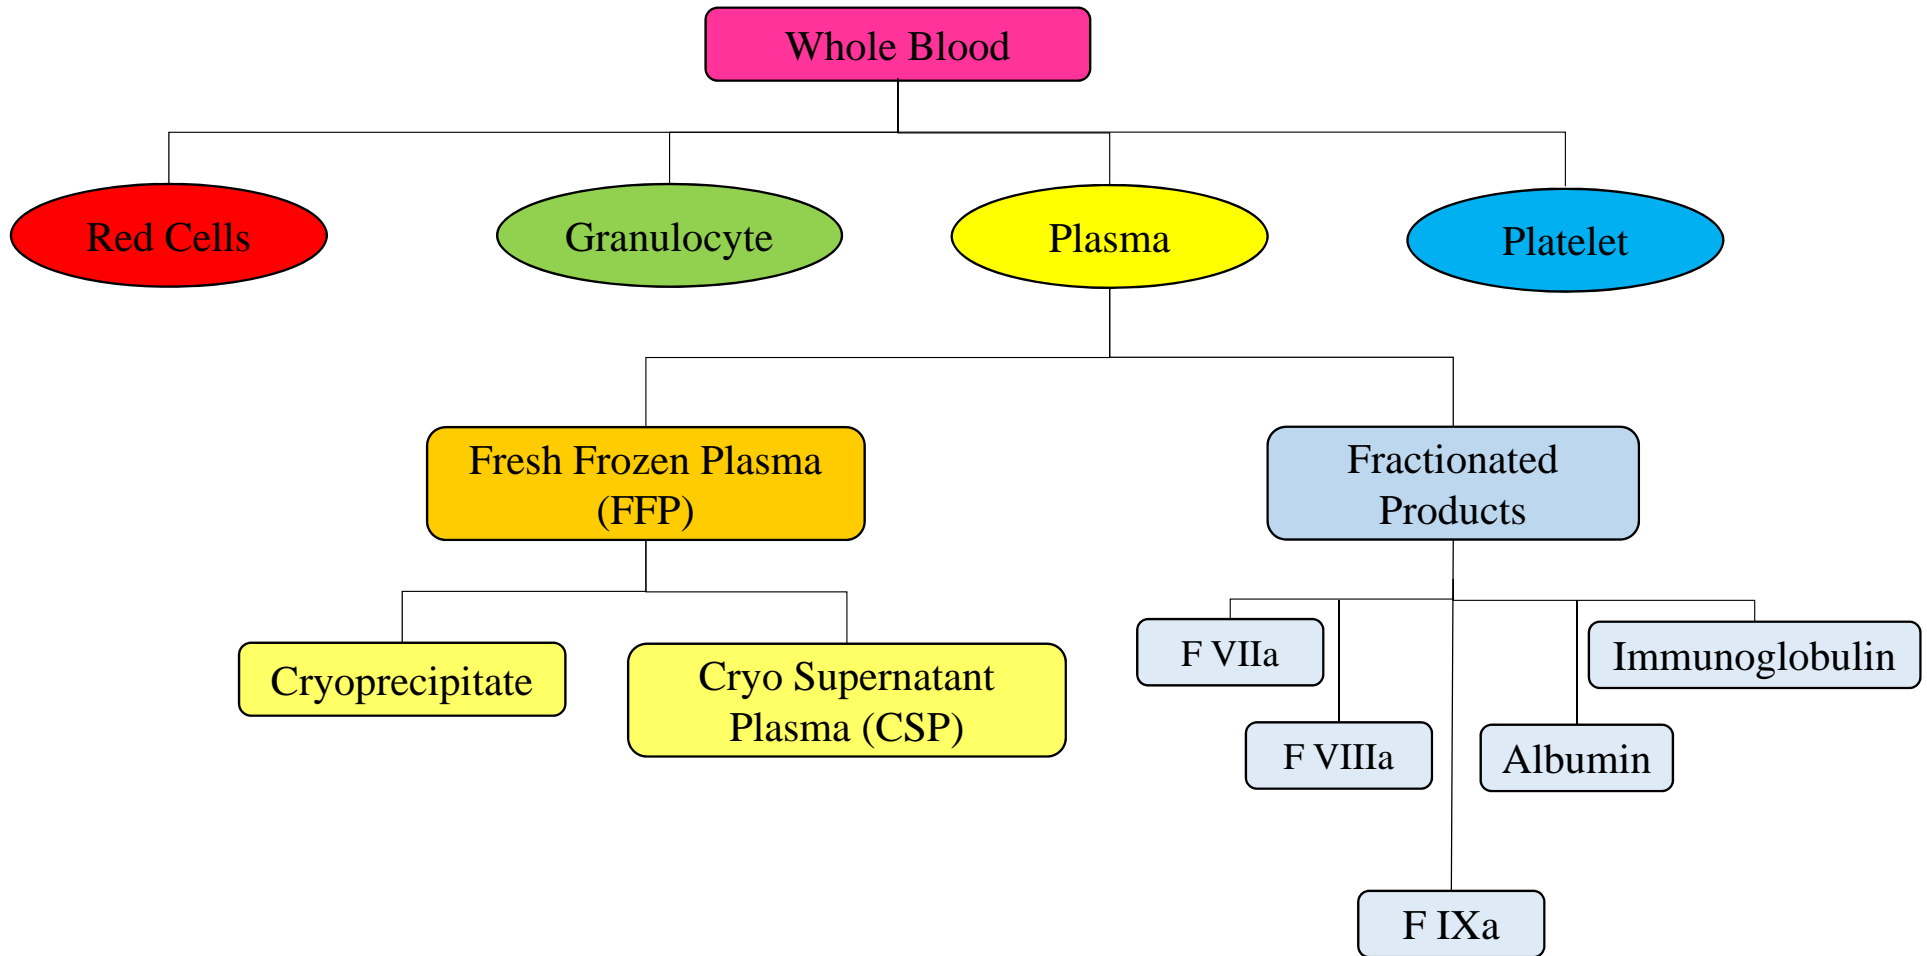 Whole Blood
Red Cells
Granulocyte
Plasma
Platelet
Fresh Frozen Plasma
(FFP)
Fractionated
Products
Cryoprecipitate
Cryo Supernatant
Plasma (CSP)
F VIIa
Immunoglobulin
F VIIIa
Albumin
F IXa